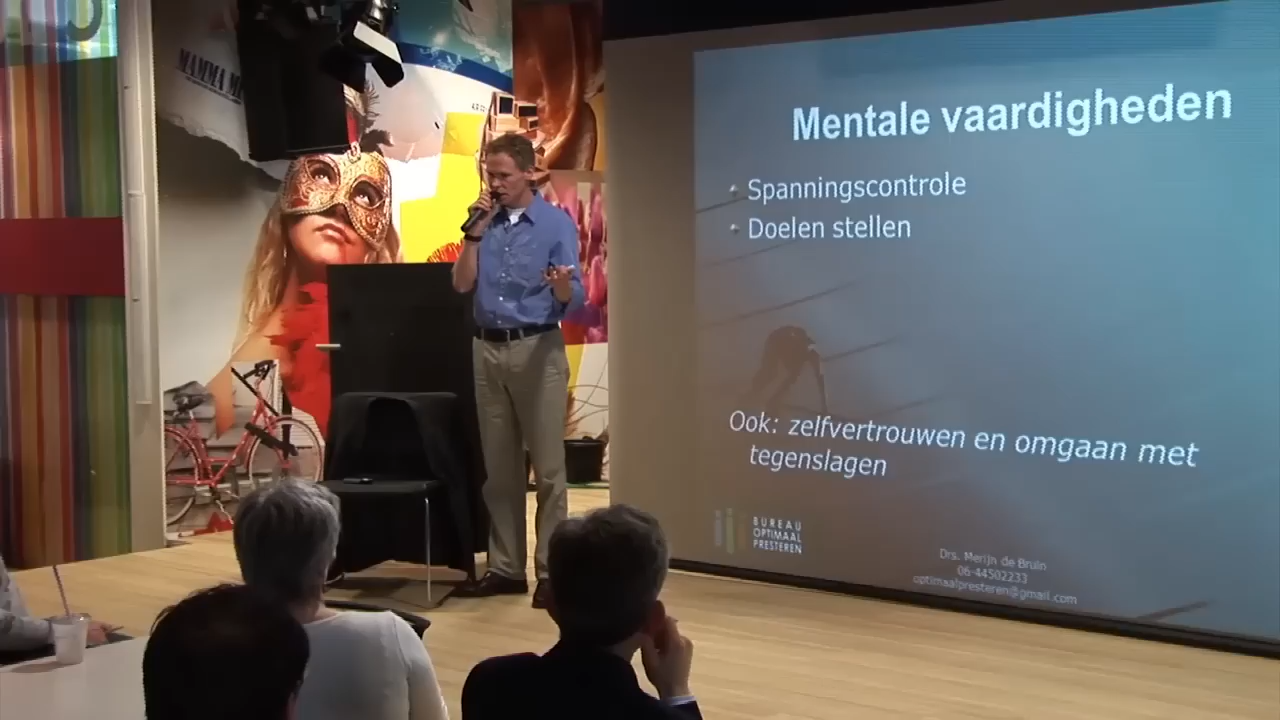 MAMMA M
Mentale vaardigheden
Spanningscontrole
Doelen stellen
Ook: zelfvertrouwen en omgaan met
tegenslagen
BUREAU
OPTIMAAL
PRESTEREN
Drs. Merijn de Bruin
06-44502233
optimaalpresteren@gmail.com